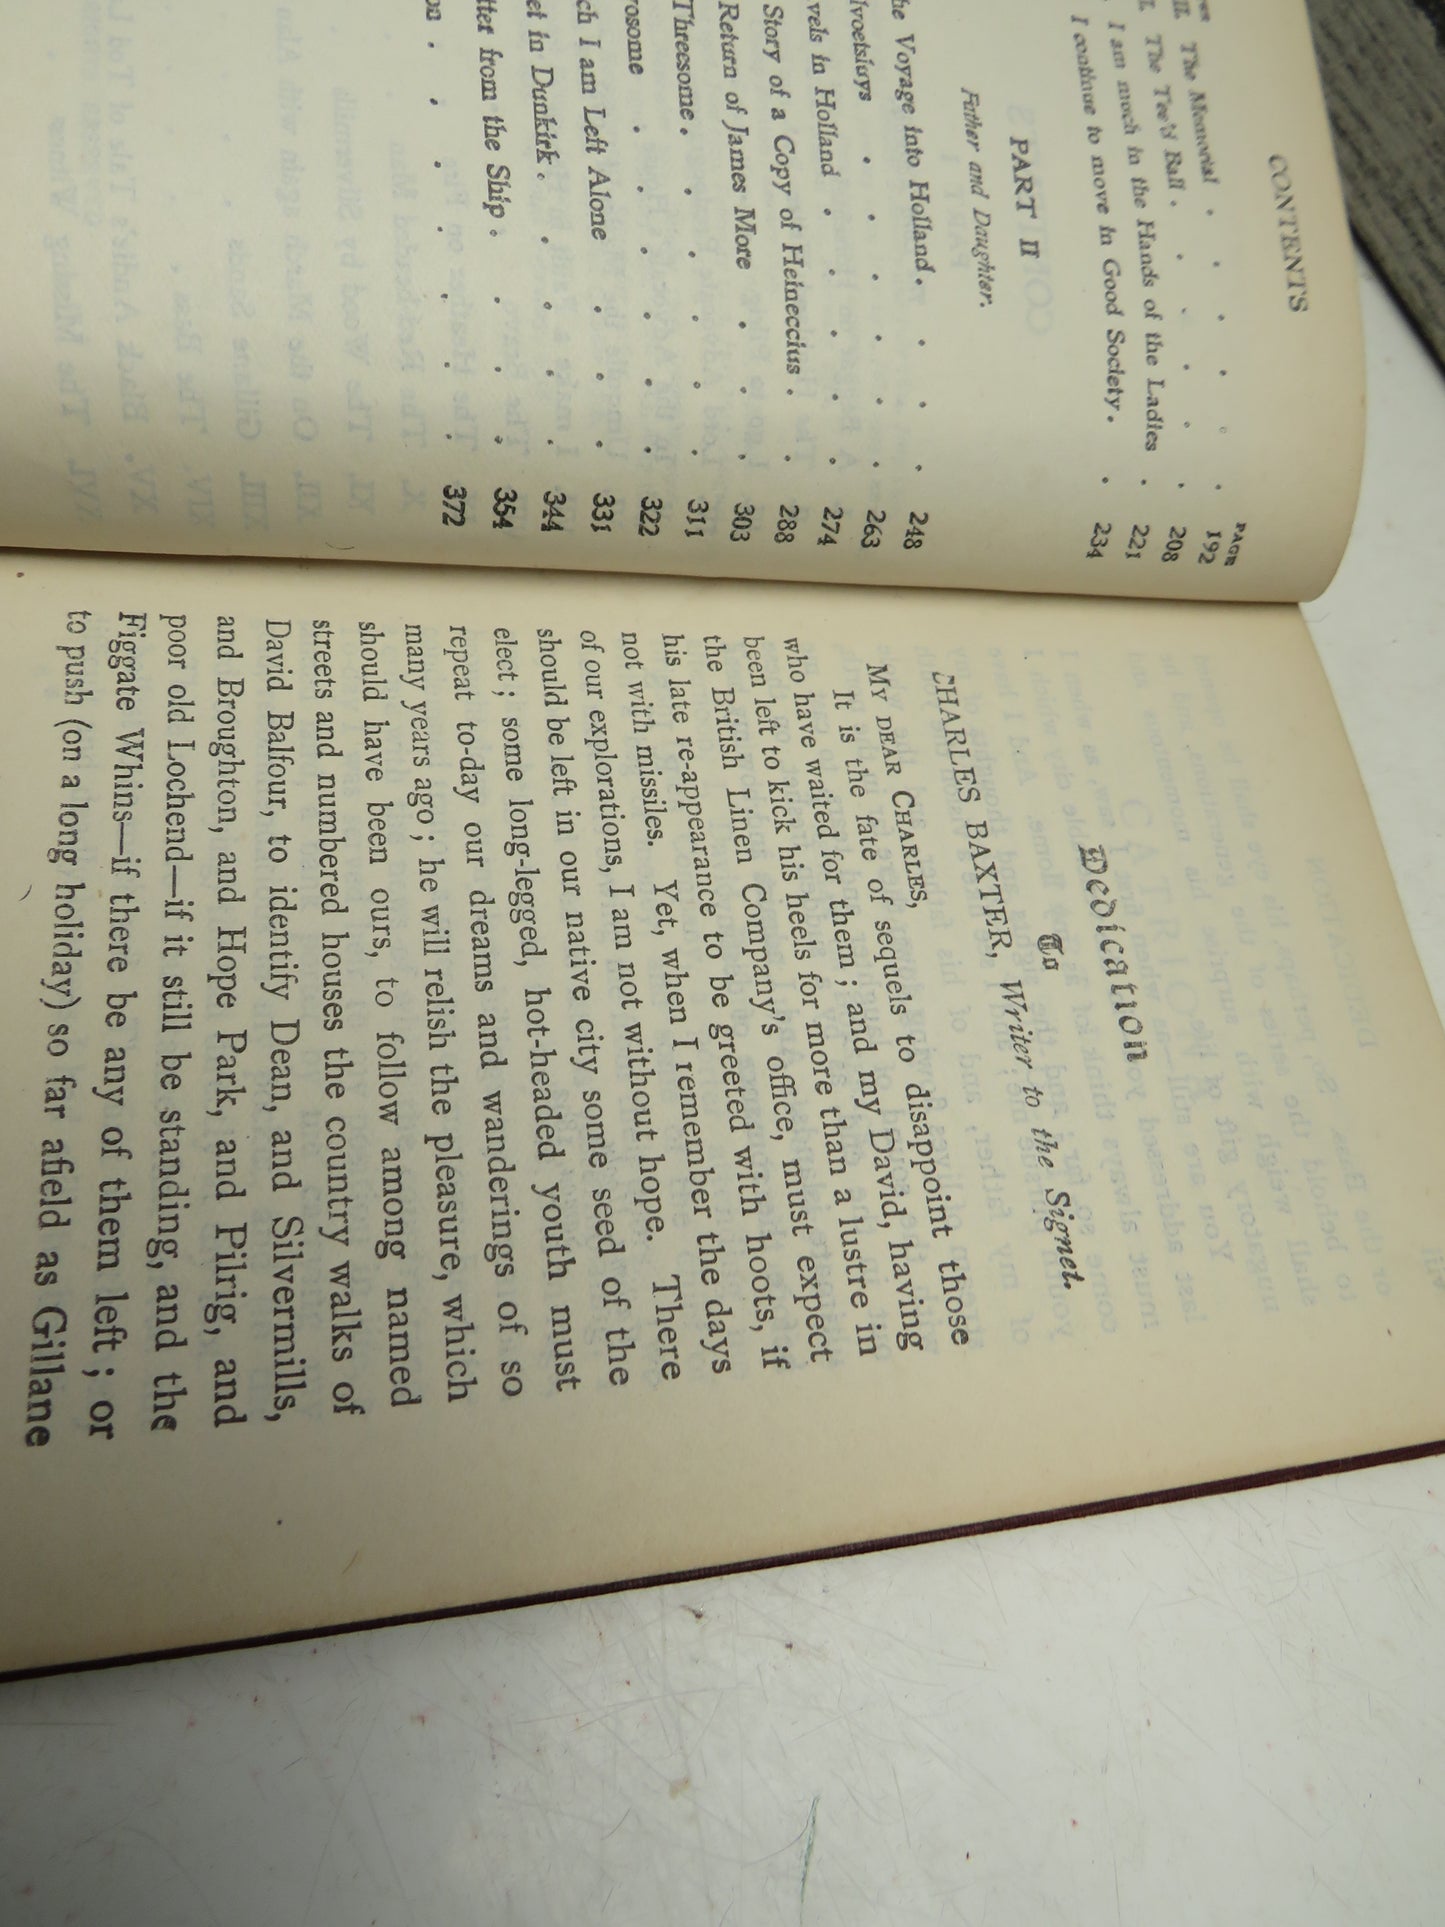 CONTENTS
PAGE
The Memorial . . . . . . 192
The Tee'd Ball . . . . . . 208
I am much in the Hands of the Ladies . 221
I continue to move in Good Society . . 234
PART II
Father and Daughter.
Voyage into Holland . . . . 248
263
in Holland . . . . . . 274
Story of a Copy of Heineccius . . 288
Return of James More . . . . 303
Threesome . . . . . . 311
322
I am Left Alone . . . 331
in Dunkirk . . . . . 344
from the Ship . . . . 354
372
Dedication
To
CHARLES BAXTER, Writer to the Signet.
MY DEAR CHARLES,
It is the fate of sequels to disappoint those
who have waited for them ; and my David, having
been left to kick his heels for more than a lustre in
the British Linen Company's office, must expect
his late re-appearance to be greeted with hoots, if
not with missiles. Yet, when I remember the days
of our explorations, I am not without hope. There
should be left in our native city some seed of the
elect ; some long-legged, hot-headed youth must
repeat to-day our dreams and wanderings of so
many years ago ; he will relish the pleasure, which
should have been ours, to follow among named
streets and numbered houses the country walks of
David Balfour, to identify Dean, and Silvermills,
and Broughton, and Hope Park, and Pilrig, and
poor old Lochend—if it still be standing, and the
Figgate Whins—if there be any of them left ; or
to push (on a long holiday) so far afield as Gillane